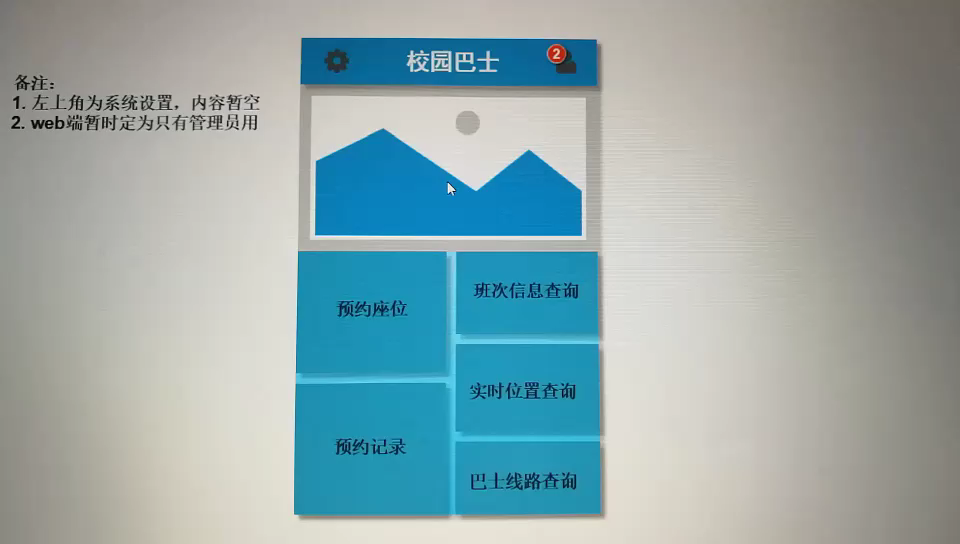 校园巴士
2
备注：
1. 左上角为系统设置，内容暂空
2. web端暂时定为只有管理员用
预约座位
班次信息查询
实时位置查询
预约记录
巴士线路查询